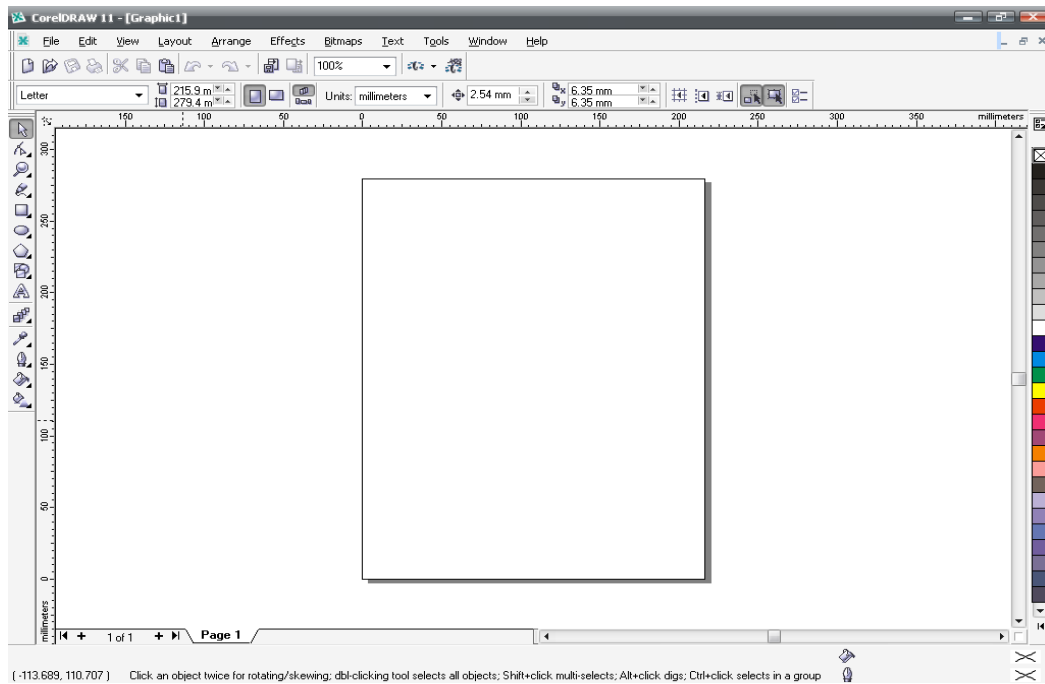 CorelDRAW 11 - [Graphic1]
File Edit View Layout Arrange Effects Bitmaps Text Tools Window Help
100%
Letter 215.9 m 279.4 m Units: millimeters 2.54 mm x 6.35 mm y 6.35 mm
150 100 50 0 50 100 150 200 250 300 350 millimeters
300
250
200
150
100
50
0
millimeters
1 of 1 Page 1
( -113.689, 110.707 ) Click an object twice for rotating/skewing; dbl-clicking tool selects all objects; Shift+click multi-selects; Alt+click digs; Ctrl+click selects in a group